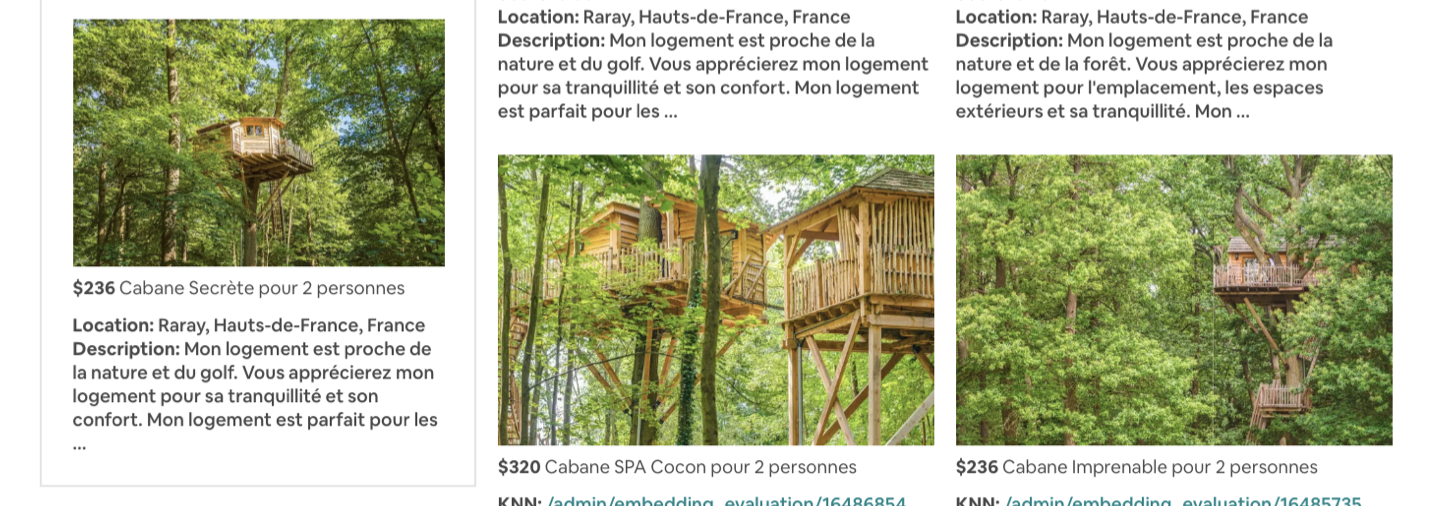 $236 Cabane Secrète pour 2 personnes
Location: Raray, Hauts-de-France, France
Description: Mon logement est proche de
la nature et du golf. Vous apprécierez mon
logement pour sa tranquillité et son
confort. Mon logement est parfait pour les
...
Location: Raray, Hauts-de-France, France
Description: Mon logement est proche de la
nature et du golf. Vous apprécierez mon logement
pour sa tranquillité et son confort. Mon logement
est parfait pour les ...
$320 Cabane SPA Cocon pour 2 personnes
KNN: /admin/embedding_evaluation/16486854
Location: Raray, Hauts-de-France, France
Description: Mon logement est proche de la
nature et de la forêt. Vous apprécierez mon
logement pour l'emplacement, les espaces
extérieurs et sa tranquillité. Mon ...
$236 Cabane Imprenable pour 2 personnes
KNN: /admin/embedding_evaluation/16485735